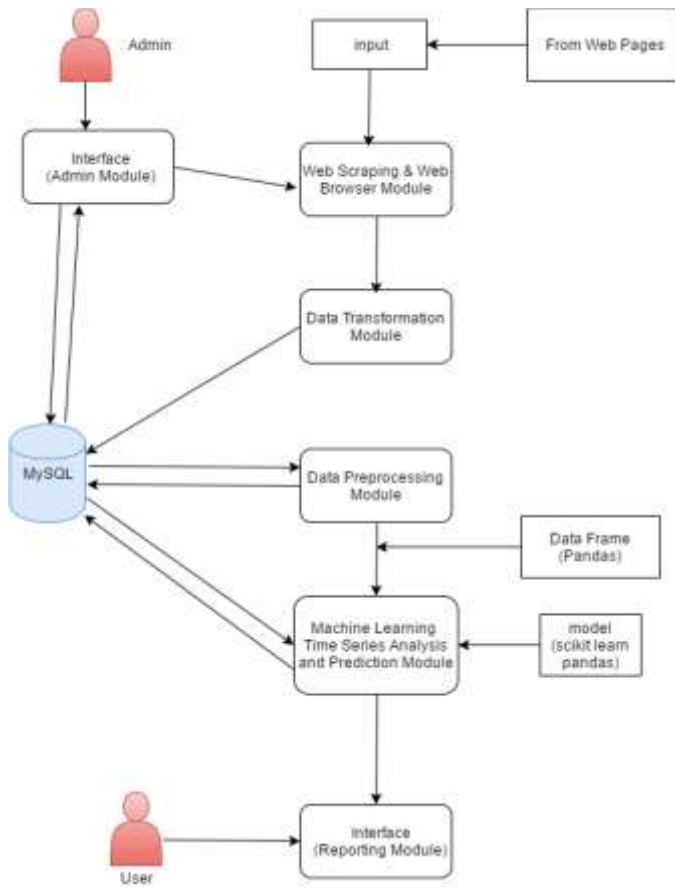 Admin
input
From Web Pages
Interface
(Admin Module)
Web Scraping & Web
Browser Module
Data Transformation
Module
MySQL
Data Preprocessing
Module
Data Frame
(Pandas)
Machine Learning
Time Series Analysis
and Prediction Module
model
(scikit learn
pandas)
Interface
(Reporting Module)
User